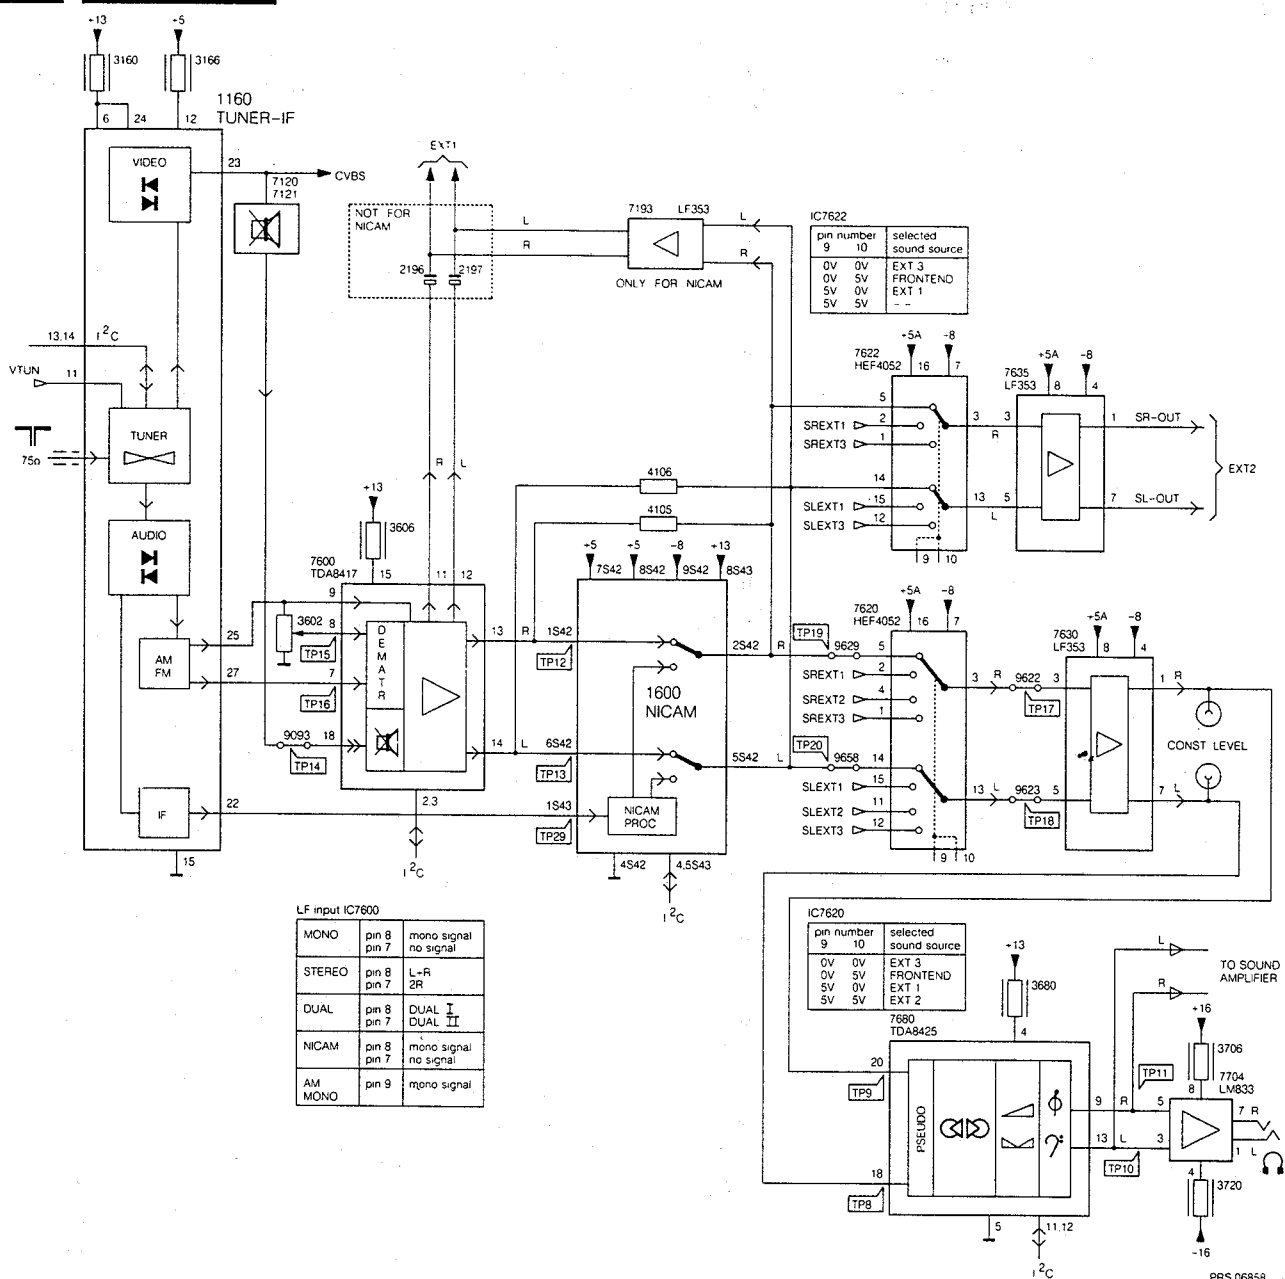 +13
+5
3160
3166
1160
TUNER-IF
6
24
12
VIDEO
23
CVBS
7120
7121
EXT1
NOT FOR
NICAM
2196
2197
L
R
7193 LF353
L
R
ONLY FOR NICAM
IC7622
pin number selected
9 10 sound source
0V 0V EXT 3
0V 5V FRONTEND
5V 0V EXT 1
5V 5V - -
13,14 I²C
VTUN 11
TUNER
75Ω
AUDIO
AM
FM
25
27
IF
22
15
+13
3606
7600
TDA8417
15
11
12
R
L
9
3602
8
TP15
7
TP16
DEMATR
9093
18
TP14
13
R
14
L
2,3
I²C
4106
4105
+5
+5
-8
+13
7S42
8S42
9S42
8S43
1S42
TP12
6S42
TP13
1S43
TP29
1600
NICAM
NICAM
PROC
2S42
R
5S42
L
4S42
4,5S43
I²C
7622
HEF4052
+5A
-8
16
7
5
SREXT1 2
SREXT3 1
14
SLEXT1 15
SLEXT3 12
3
R
13
L
9
10
7635
LF353
+5A
-8
8
4
3
5
1
SR-OUT
7
SL-OUT
EXT2
7620
HEF4052
+5A
-8
16
7
TP19
9629
5
SREXT1 2
SREXT2 4
SREXT3 1
TP20
9658
14
SLEXT1 15
SLEXT2 11
SLEXT3 12
3
R
13
L
9
10
9622
TP17
9623
TP18
7630
LF353
+5A
-8
8
4
3
5
1
R
7
L
CONST LEVEL
LF input IC7600
MONO pin 8 mono signal
pin 7 no signal
STEREO pin 8 L+R
pin 7 2R
DUAL pin 8 DUAL I
pin 7 DUAL II
NICAM pin 8 mono signal
pin 7 no signal
AM pin 9 mono signal
MONO
IC7620
pin number selected
9 10 sound source
0V 0V EXT 3
0V 5V FRONTEND
5V 0V EXT 1
5V 5V EXT 2
+13
3680
7680
TDA8425
4
20
TP9
18
TP8
PSEUDO
9
R
13
L
TP11
TP10
5
11,12
I²C
L
R
TO SOUND
AMPLIFIER
+16
3706
7704
LM833
8
5
3
7 R
1 L
4
3720
-16
PRS 06858